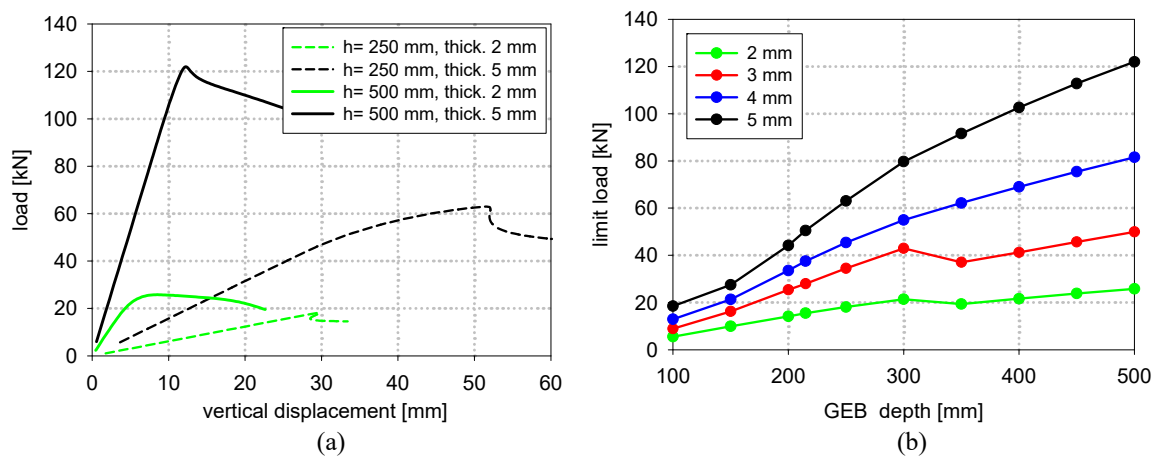 140
120
100
80
60
40
20
0
load [kN]
h= 250 mm, thick. 2 mm
h= 250 mm, thick. 5 mm
h= 500 mm, thick. 2 mm
h= 500 mm, thick. 5 mm
0 10 20 30 40 50 60
vertical displacement [mm]
(a)
140
120
100
80
60
40
20
0
limit load [kN]
2 mm
3 mm
4 mm
5 mm
100 200 300 400 500
GEB depth [mm]
(b)